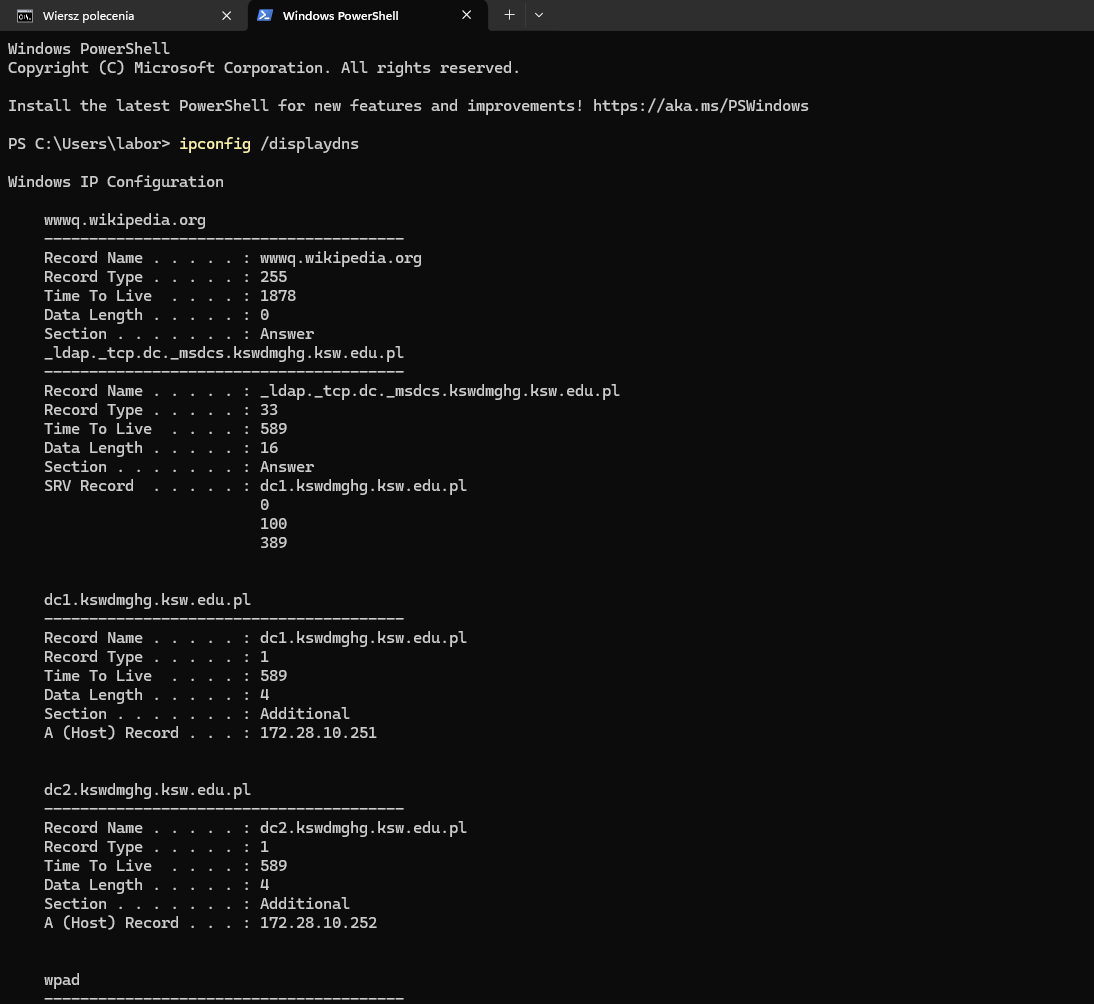 Wiersz polecenia
Windows PowerShell
Windows PowerShell
Copyright (C) Microsoft Corporation. All rights reserved.
Install the latest PowerShell for new features and improvements! https://aka.ms/PSWindows
PS C:\Users\labor> ipconfig /displaydns
Windows IP Configuration
wwwq.wikipedia.org
----------------------------------------
Record Name . . . . . : wwwq.wikipedia.org
Record Type . . . . . : 255
Time To Live  . . . . : 1878
Data Length . . . . . : 0
Section . . . . . . . : Answer
_ldap._tcp.dc._msdcs.kswdmghg.ksw.edu.pl
----------------------------------------
Record Name . . . . . : _ldap._tcp.dc._msdcs.kswdmghg.ksw.edu.pl
Record Type . . . . . : 33
Time To Live  . . . . : 589
Data Length . . . . . : 16
Section . . . . . . . : Answer
SRV Record  . . . . . : dc1.kswdmghg.ksw.edu.pl
0
100
389
dc1.kswdmghg.ksw.edu.pl
----------------------------------------
Record Name . . . . . : dc1.kswdmghg.ksw.edu.pl
Record Type . . . . . : 1
Time To Live  . . . . : 589
Data Length . . . . . : 4
Section . . . . . . . : Additional
A (Host) Record . . . : 172.28.10.251
dc2.kswdmghg.ksw.edu.pl
----------------------------------------
Record Name . . . . . : dc2.kswdmghg.ksw.edu.pl
Record Type . . . . . : 1
Time To Live  . . . . : 589
Data Length . . . . . : 4
Section . . . . . . . : Additional
A (Host) Record . . . : 172.28.10.252
wpad
----------------------------------------